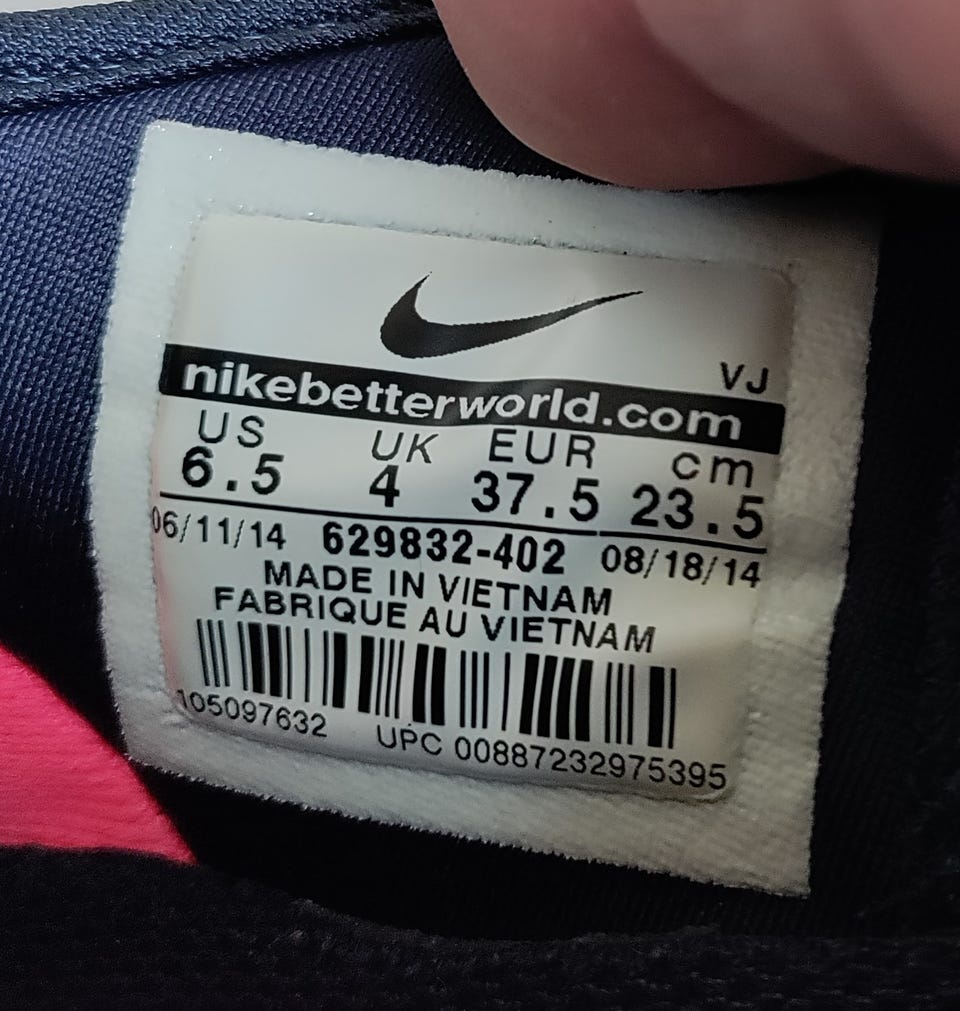 VJ
nikebetterworld.com
US UK EUR cm
6.5 4 37.5 23.5
06/11/14 629832-402 08/18/14
MADE IN VIETNAM
FABRIQUE AU VIETNAM
105097632 UPC 00887232975395